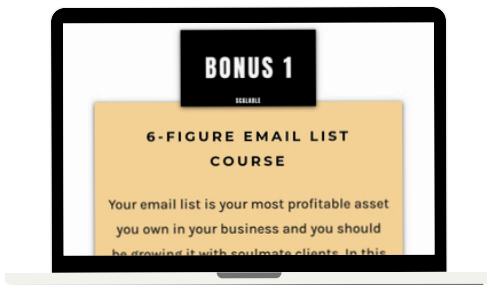 BONUS 1
SCALABLE
6-FIGURE EMAIL LIST
COURSE
Your email list is your most profitable asset
you own in your business and you should
be growing it with soulmate clients. In this